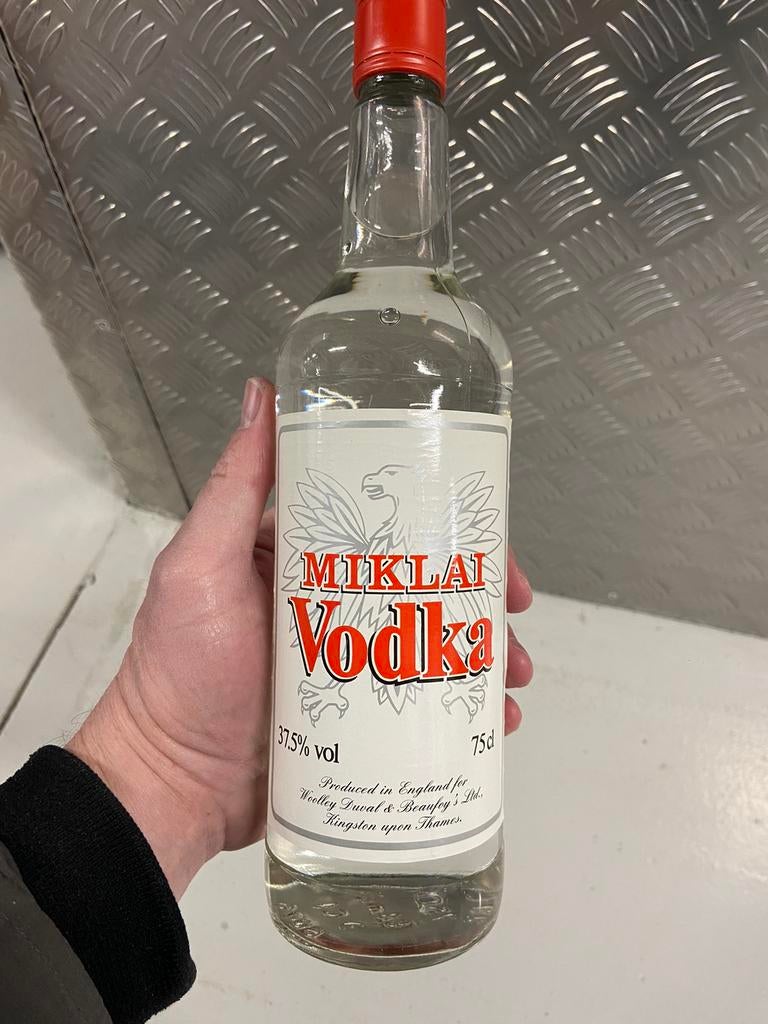 MIKLAI
Vodka
37.5% vol 75cl
Produced in England for
Woolley Duval & Beaufoy's Ltd.,
Kingston upon Thames.